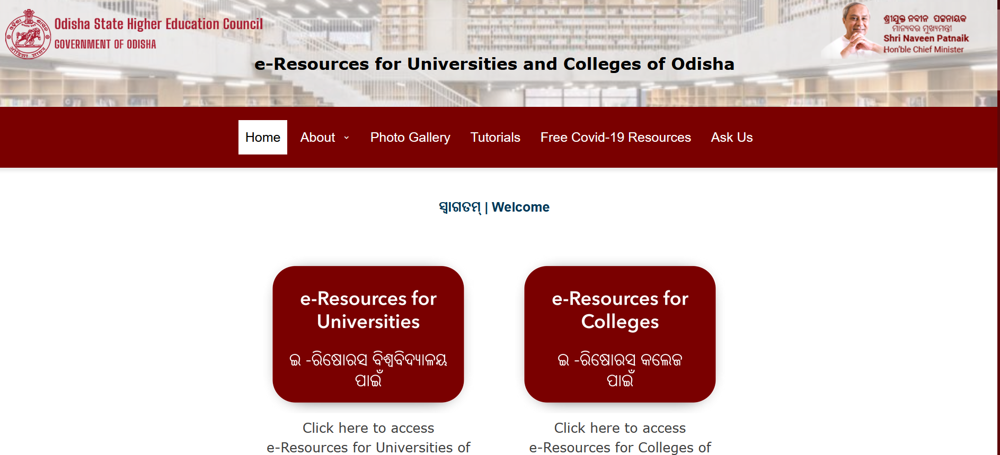 Odisha State Higher Education Council
GOVERNMENT OF ODISHA
ଶ୍ରୀଯୁକ୍ତ ନବୀନ ପଟ୍ଟନାୟକ
ମାନ୍ୟବର ମୁଖ୍ୟମନ୍ତ୍ରୀ
Shri Naveen Patnaik
Hon'ble Chief Minister
e-Resources for Universities and Colleges of Odisha
Home About Photo Gallery Tutorials Free Covid-19 Resources Ask Us
ସ୍ୱାଗତମ୍ | Welcome
e-Resources for
Universities
ଇ -ରିଷୋରସ ବିଶ୍ୱବିଦ୍ୟାଳୟ
ପାଇଁ
Click here to access
e-Resources for Universities of
e-Resources for
Colleges
ଇ -ରିଷୋରସ କଲେଜ
ପାଇଁ
Click here to access
e-Resources for Colleges of